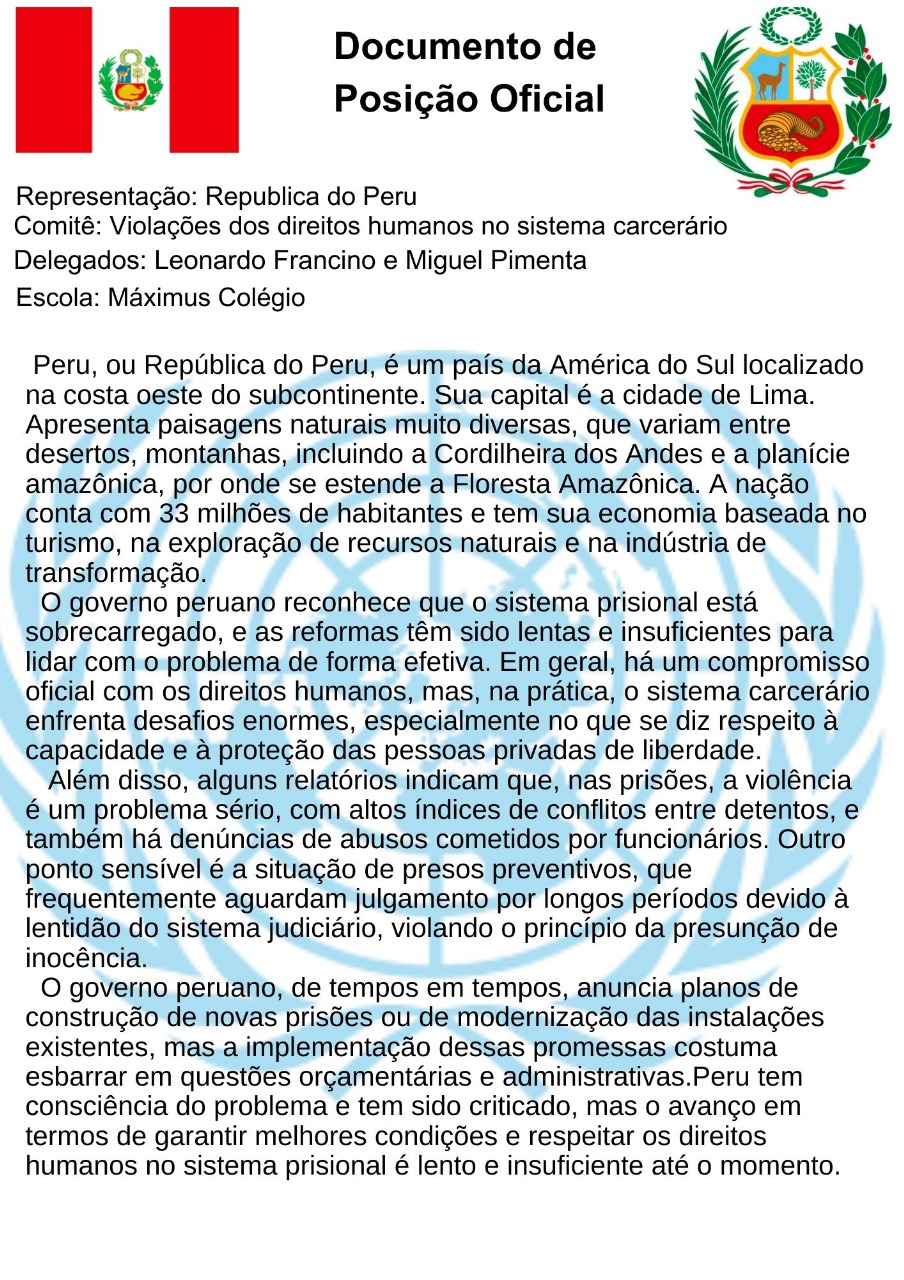 Documento de
Posição Oficial
Representação: Republica do Peru
Comitê: Violações dos direitos humanos no sistema carcerário
Delegados: Leonardo Francino e Miguel Pimenta
Escola: Máximus Colégio
Peru, ou República do Peru, é um país da América do Sul localizado
na costa oeste do subcontinente. Sua capital é a cidade de Lima.
Apresenta paisagens naturais muito diversas, que variam entre
desertos, montanhas, incluindo a Cordilheira dos Andes e a planície
amazônica, por onde se estende a Floresta Amazônica. A nação
conta com 33 milhões de habitantes e tem sua economia baseada no
turismo, na exploração de recursos naturais e na indústria de
transformação.
O governo peruano reconhece que o sistema prisional está
sobrecarregado, e as reformas têm sido lentas e insuficientes para
lidar com o problema de forma efetiva. Em geral, há um compromisso
oficial com os direitos humanos, mas, na prática, o sistema carcerário
enfrenta desafios enormes, especialmente no que se diz respeito à
capacidade e à proteção das pessoas privadas de liberdade.
Além disso, alguns relatórios indicam que, nas prisões, a violência
é um problema sério, com altos índices de conflitos entre detentos, e
também há denúncias de abusos cometidos por funcionários. Outro
ponto sensível é a situação de presos preventivos, que
frequentemente aguardam julgamento por longos períodos devido à
lentidão do sistema judiciário, violando o princípio da presunção de
inocência.
O governo peruano, de tempos em tempos, anuncia planos de
construção de novas prisões ou de modernização das instalações
existentes, mas a implementação dessas promessas costuma
esbarrar em questões orçamentárias e administrativas.Peru tem
consciência do problema e tem sido criticado, mas o avanço em
termos de garantir melhores condições e respeitar os direitos
humanos no sistema prisional é lento e insuficiente até o momento.